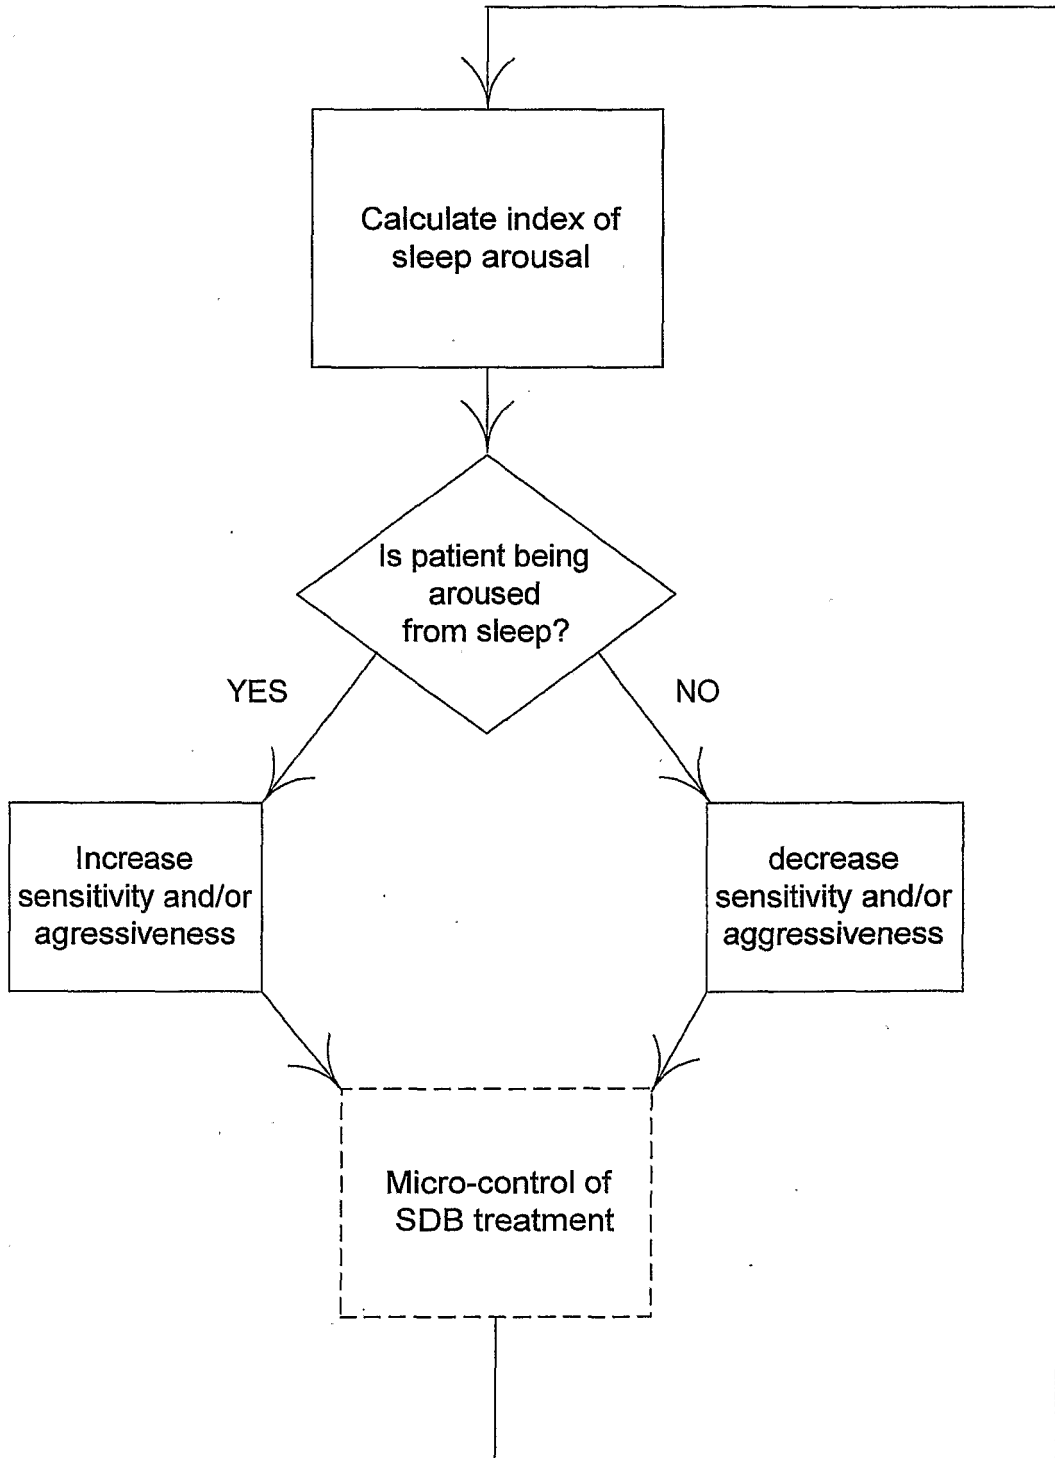 Calculate index of
sleep arousal
Is patient being
aroused
from sleep?
YES
NO
Increase
sensitivity and/or
agressiveness
decrease
sensitivity and/or
aggressiveness
Micro-control of
SDB treatment